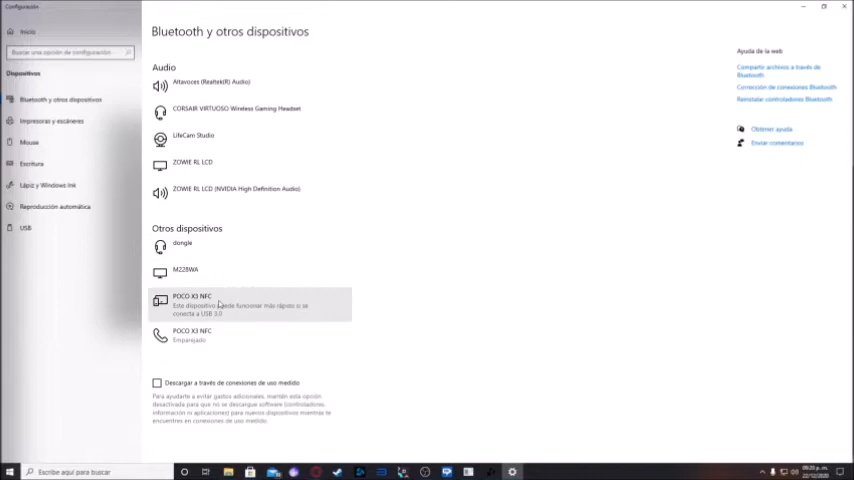 Configuración
Inicio
Buscar una opción de configuración
Dispositivos
Bluetooth y otros dispositivos
Impresoras y escáneres
Mouse
Escritura
Lápiz y Windows Ink
Reproducción automática
USB
Bluetooth y otros dispositivos
Audio
Altavoces (Realtek(R) Audio)
CORSAIR VIRTUOSO Wireless Gaming Headset
LifeCam Studio
ZOWIE RL LCD
ZOWIE RL LCD (NVIDIA High Definition Audio)
Otros dispositivos
dongle
M228WA
POCO X3 NFC
Este dispositivo puede funcionar más rápido si se
conecta a USB 3.0
POCO X3 NFC
Emparejado
Descargar a través de conexiones de uso medido
Para ayudarte a evitar gastos adicionales, mantén esta opción
desactivada para que no se descargue software (controladores,
información ni aplicaciones) para nuevos dispositivos mientras te
encuentres en conexiones de uso medido.
Ayuda de la web
Compartir archivos a través de
Bluetooth
Corrección de conexiones Bluetooth
Reinstalar controladores Bluetooth
Obtener ayuda
Enviar comentarios
Escribe aquí para buscar
22/12/2020